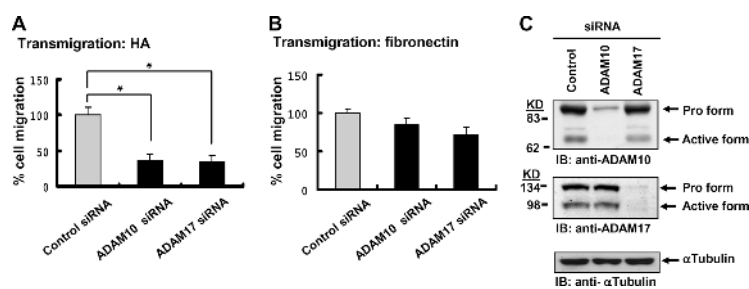 A
Transmigration: HA
% cell migration
150
100
50
0
*
*
Control siRNA
ADAM10 siRNA
ADAM17 siRNA
B
Transmigration: fibronectin
% cell migration
150
100
50
0
Control siRNA
ADAM10 siRNA
ADAM17 siRNA
C
siRNA
Control
ADAM10
ADAM17
KD
83
62
Pro form
Active form
IB: anti-ADAM10
KD
134
98
Pro form
Active form
IB: anti-ADAM17
αTubulin
IB: anti- αTubulin